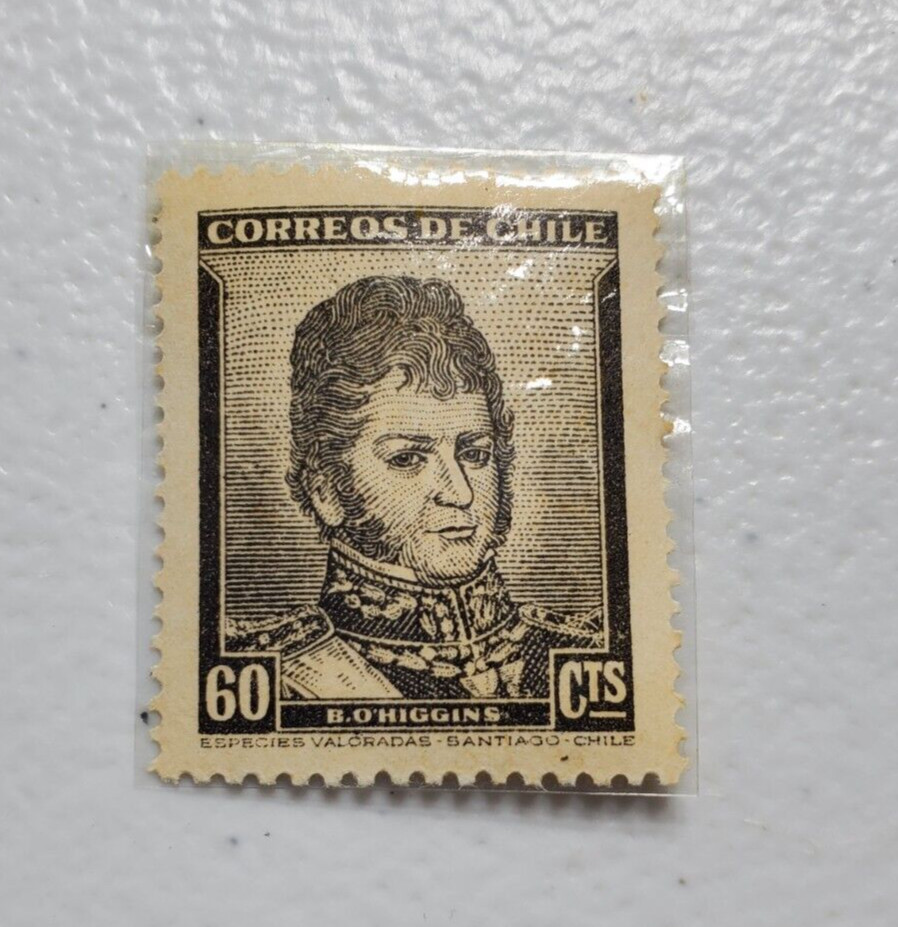 CORREOS DE CHILE
60 CTS
B. O'HIGGINS
ESPECIES VALORADAS - SANTIAGO - CHILE